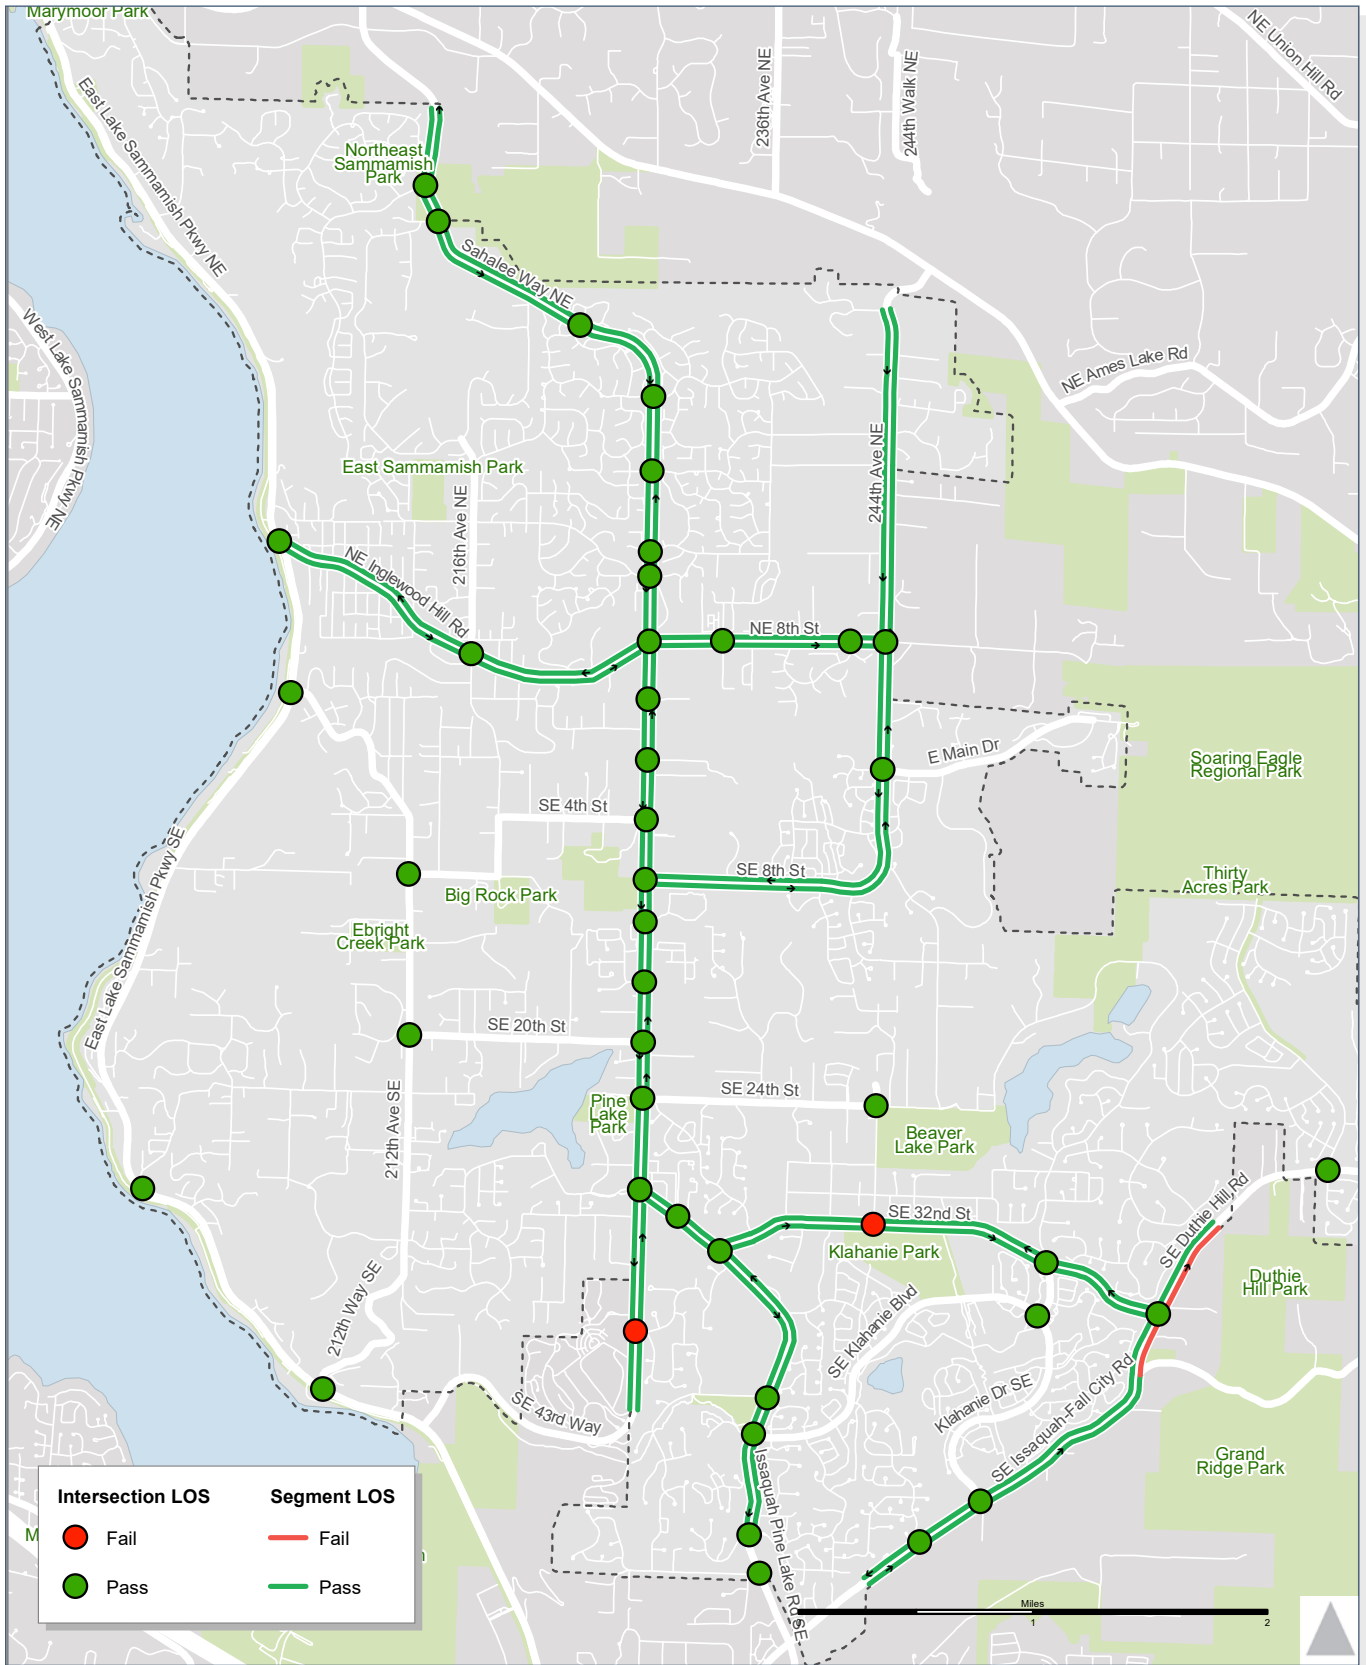 Marymoor Park
NE Union Hill Rd
236th Ave NE
244th Walk NE
East Lake Sammamish Pkwy NE
Northeast
Sammamish
Park
Sahalee Way NE
West Lake Sammamish Pkwy NE
NE Ames Lake Rd
East Sammamish Park
244th Ave NE
216th Ave NE
NE Inglewood Hill Rd
NE 8th St
E Main Dr
Soaring Eagle
Regional Park
SE 4th St
East Lake Sammamish Pkwy SE
SE 8th St
Thirty
Acres Park
Big Rock Park
Ebright
Creek Park
SE 20th St
SE 24th St
Pine
Lake
Park
212th Ave SE
Beaver
Lake Park
SE Duthie Hill Rd
SE 32nd St
Klahanie Park
Duthie
Hill Park
212th Way SE
SE Klahanie Blvd
SE 43rd Way
Klahanie Dr SE
SE Issaquah-Fall City Rd
Grand
Ridge Park
Issaquah Pine Lake Rd SE
Intersection LOS
Segment LOS
M
Fail
Fail
Pass
Pass
Miles
1
2